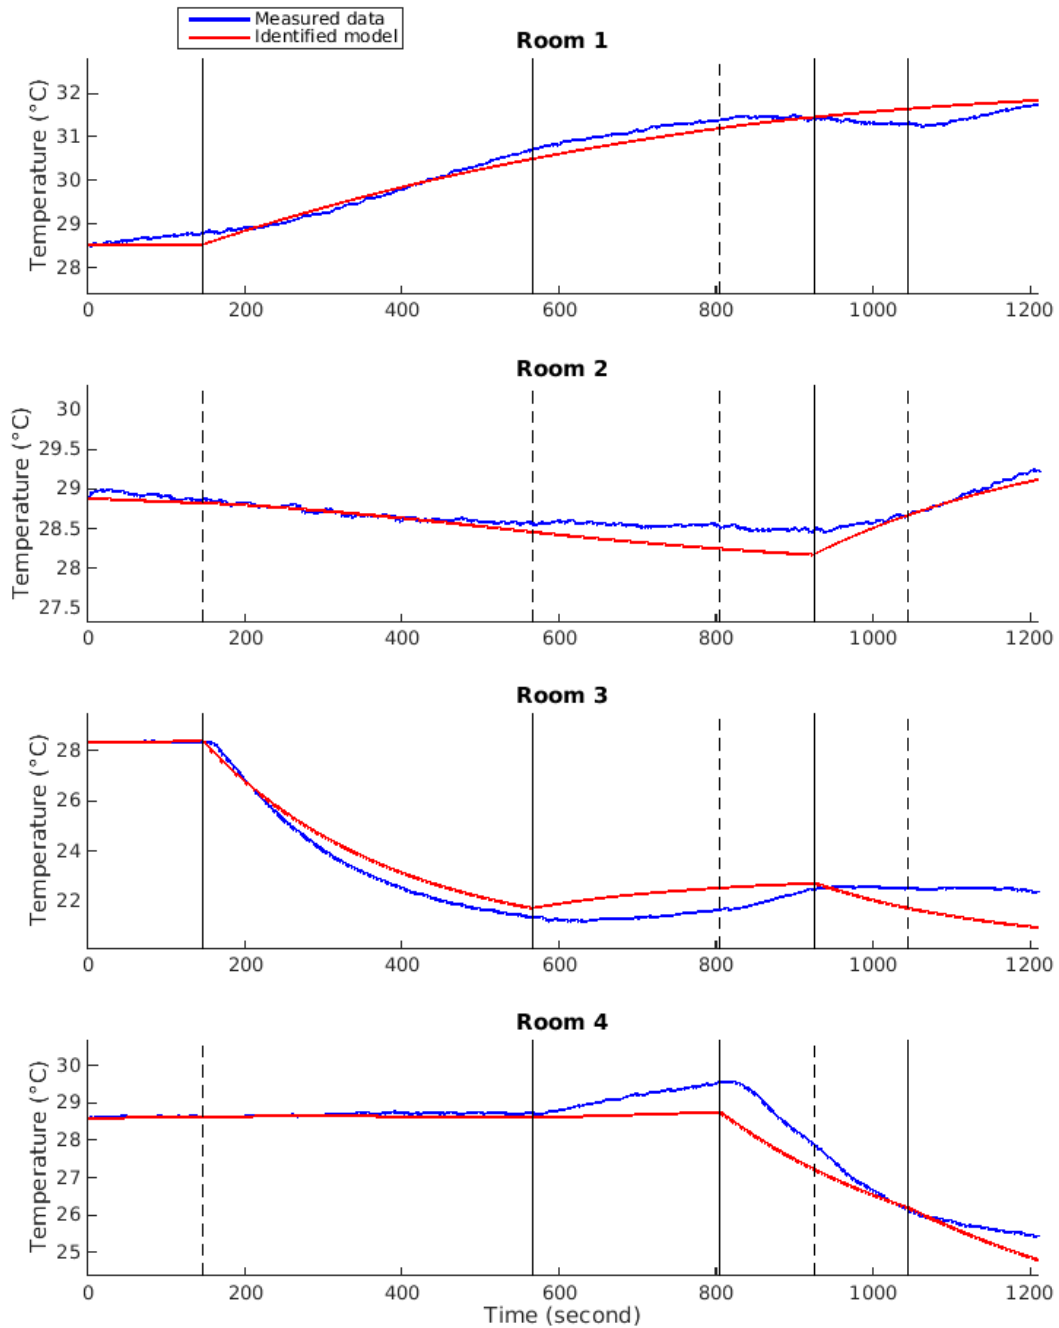 Measured data
Identified model
Room 1
Temperature (°C)
32
31
30
29
28
0 200 400 600 800 1000 1200
Room 2
Temperature (°C)
30
29.5
29
28.5
28
27.5
0 200 400 600 800 1000 1200
Room 3
Temperature (°C)
28
26
24
22
0 200 400 600 800 1000 1200
Room 4
Temperature (°C)
30
29
28
27
26
25
0 200 400 600 800 1000 1200
Time (second)